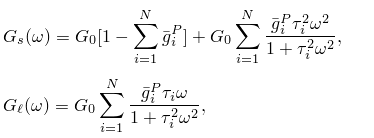 $G_s(\omega) = G_0[1 - \sum_{i=1}^{N} \bar{g}_i^P] + G_0 \sum_{i=1}^{N} \frac{\bar{g}_i^P \tau_i^2 \omega^2}{1 + \tau_i^2 \omega^2},$
$G_\ell(\omega) = G_0 \sum_{i=1}^{N} \frac{\bar{g}_i^P \tau_i \omega}{1 + \tau_i^2 \omega^2},$